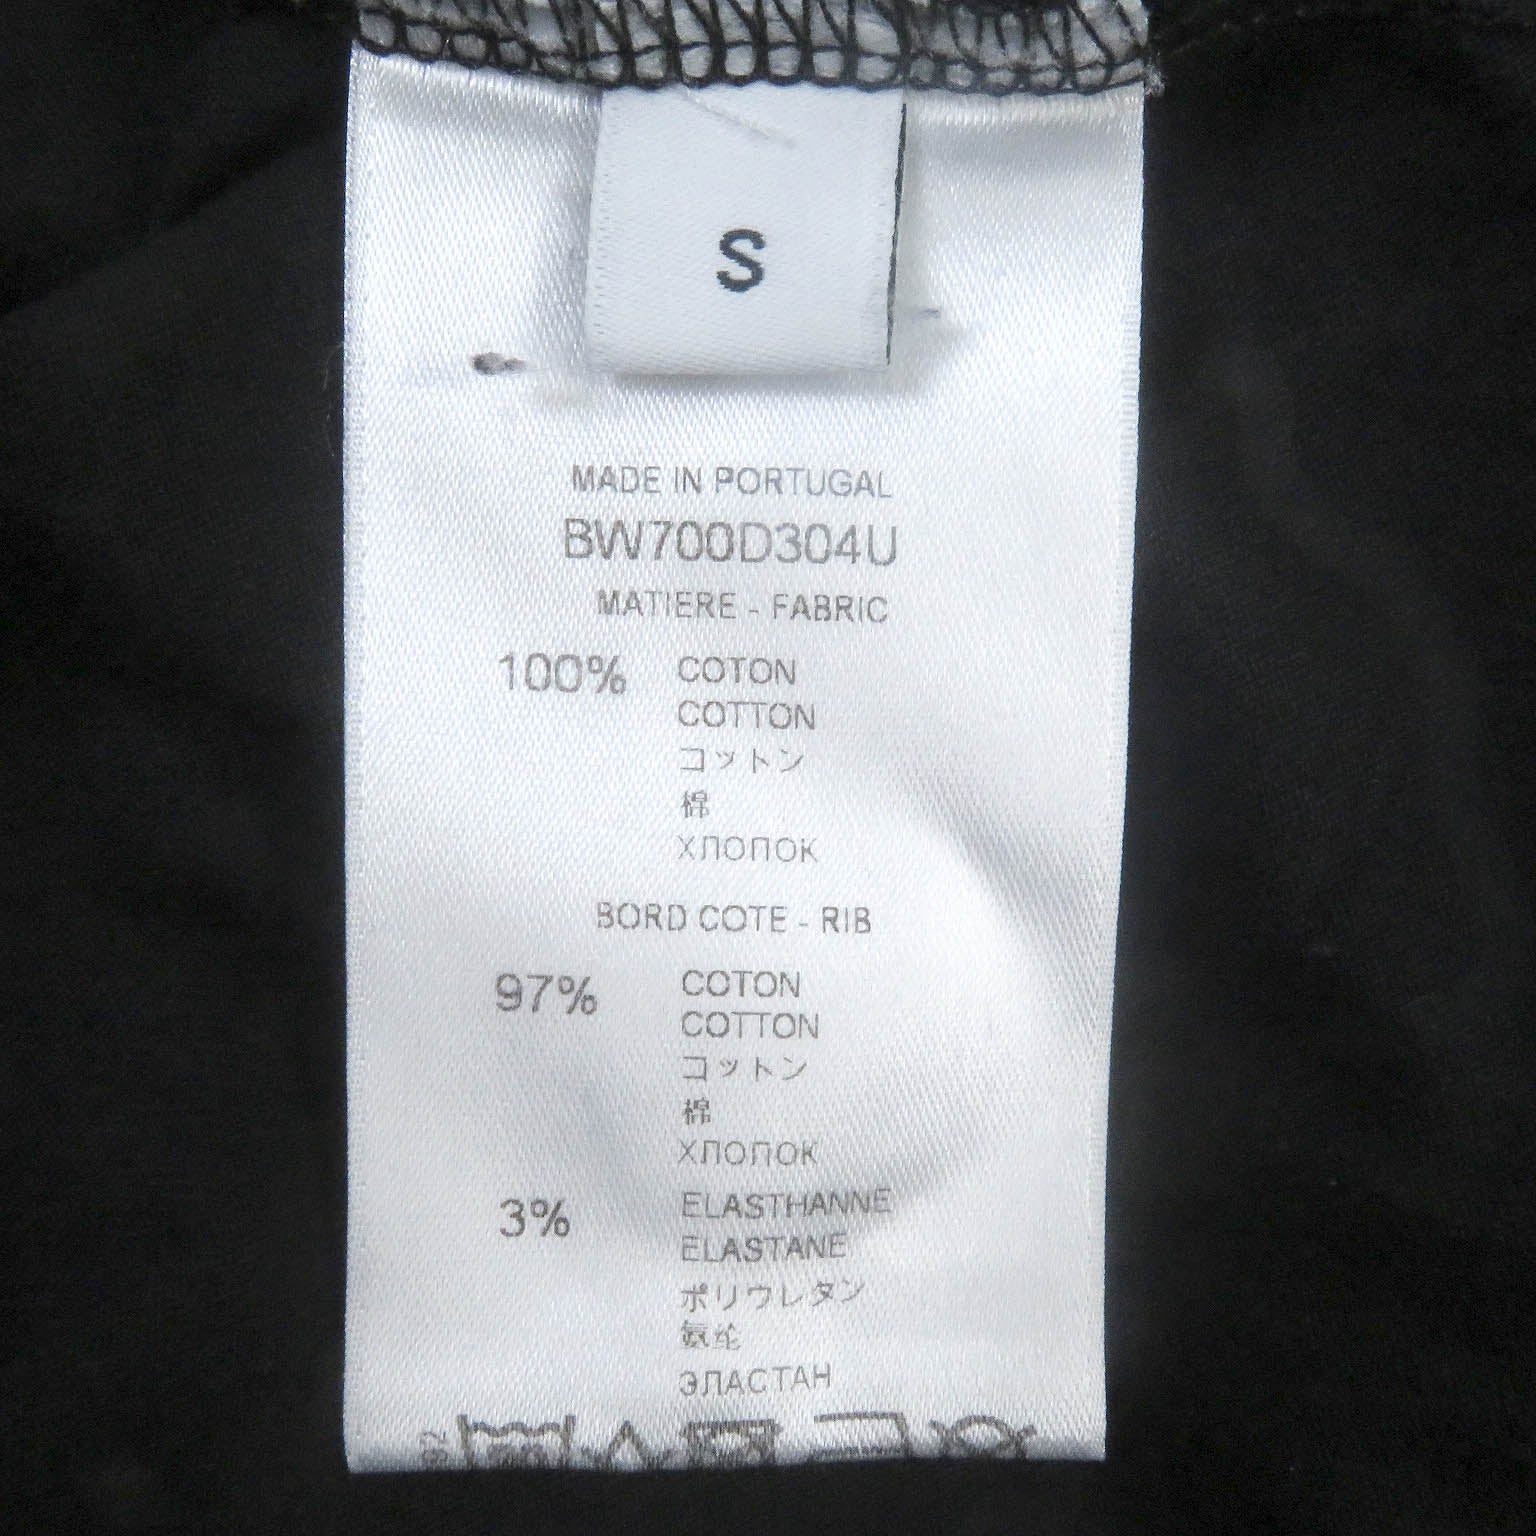 S
MADE IN PORTUGAL
BW700D304U
MATIERE - FABRIC
100% COTON
COTTON
コットン
棉
ХЛОПОК
BORD COTE - RIB
97% COTON
COTTON
コットン
棉
ХЛОПОК
3% ELASTHANNE
ELASTANE
ポリウレタン
氨纶
ЭЛАСТАН